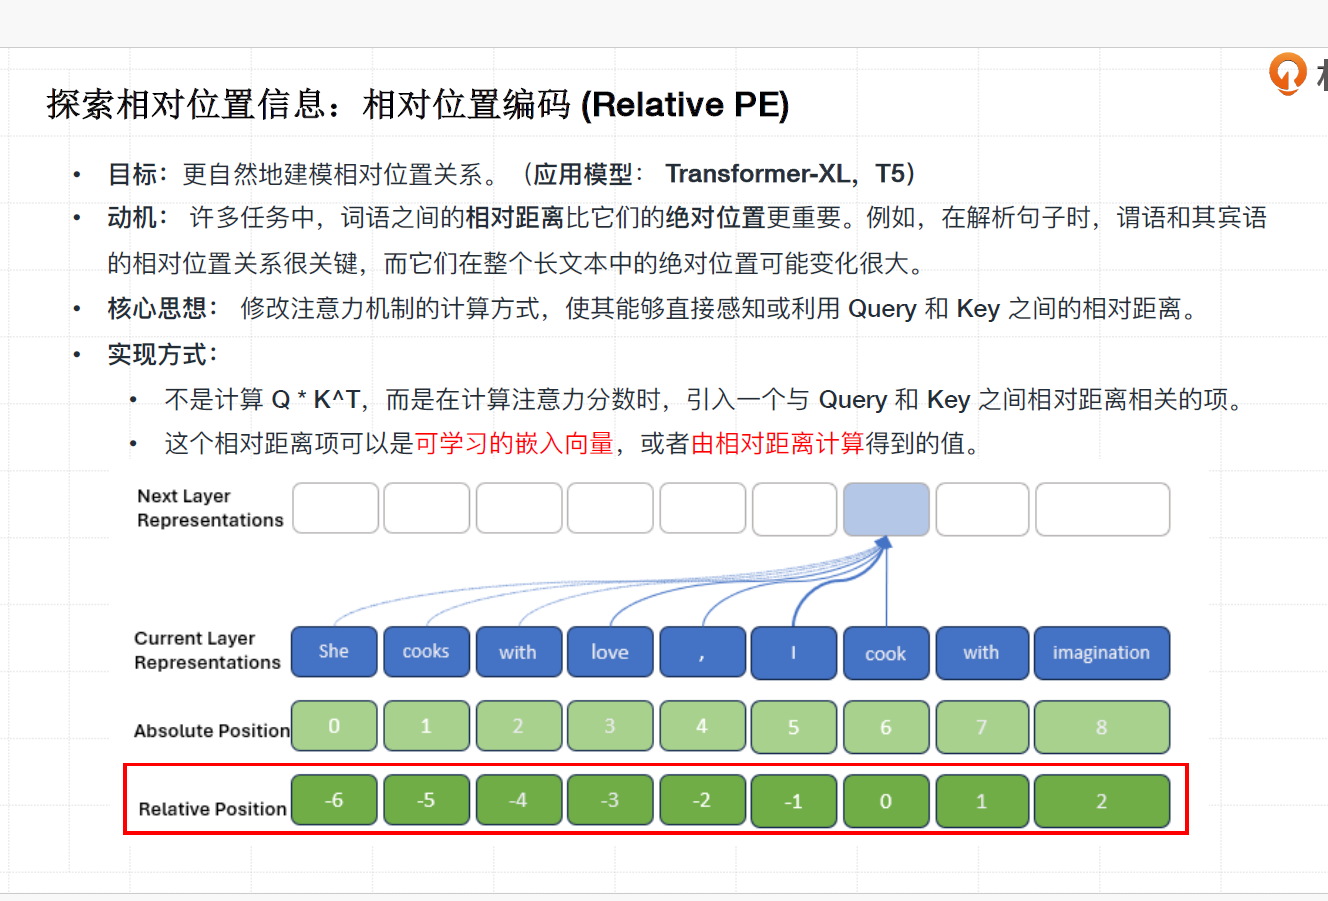 探索相对位置信息：相对位置编码 (Relative PE)
• 目标：更自然地建模相对位置关系。（应用模型： Transformer-XL，T5）
• 动机： 许多任务中，词语之间的相对距离比它们的绝对位置更重要。例如，在解析句子时，谓语和其宾语
的相对位置关系很关键，而它们在整个长文本中的绝对位置可能变化很大。
• 核心思想： 修改注意力机制的计算方式，使其能够直接感知或利用 Query 和 Key 之间的相对距离。
• 实现方式：
• 不是计算 Q * K^T，而是在计算注意力分数时，引入一个与 Query 和 Key 之间相对距离相关的项。
• 这个相对距离项可以是可学习的嵌入向量，或者由相对距离计算得到的值。
Next Layer
Representations
Current Layer
Representations
She cooks with love , I cook with imagination
Absolute Position 0 1 2 3 4 5 6 7 8
Relative Position -6 -5 -4 -3 -2 -1 0 1 2